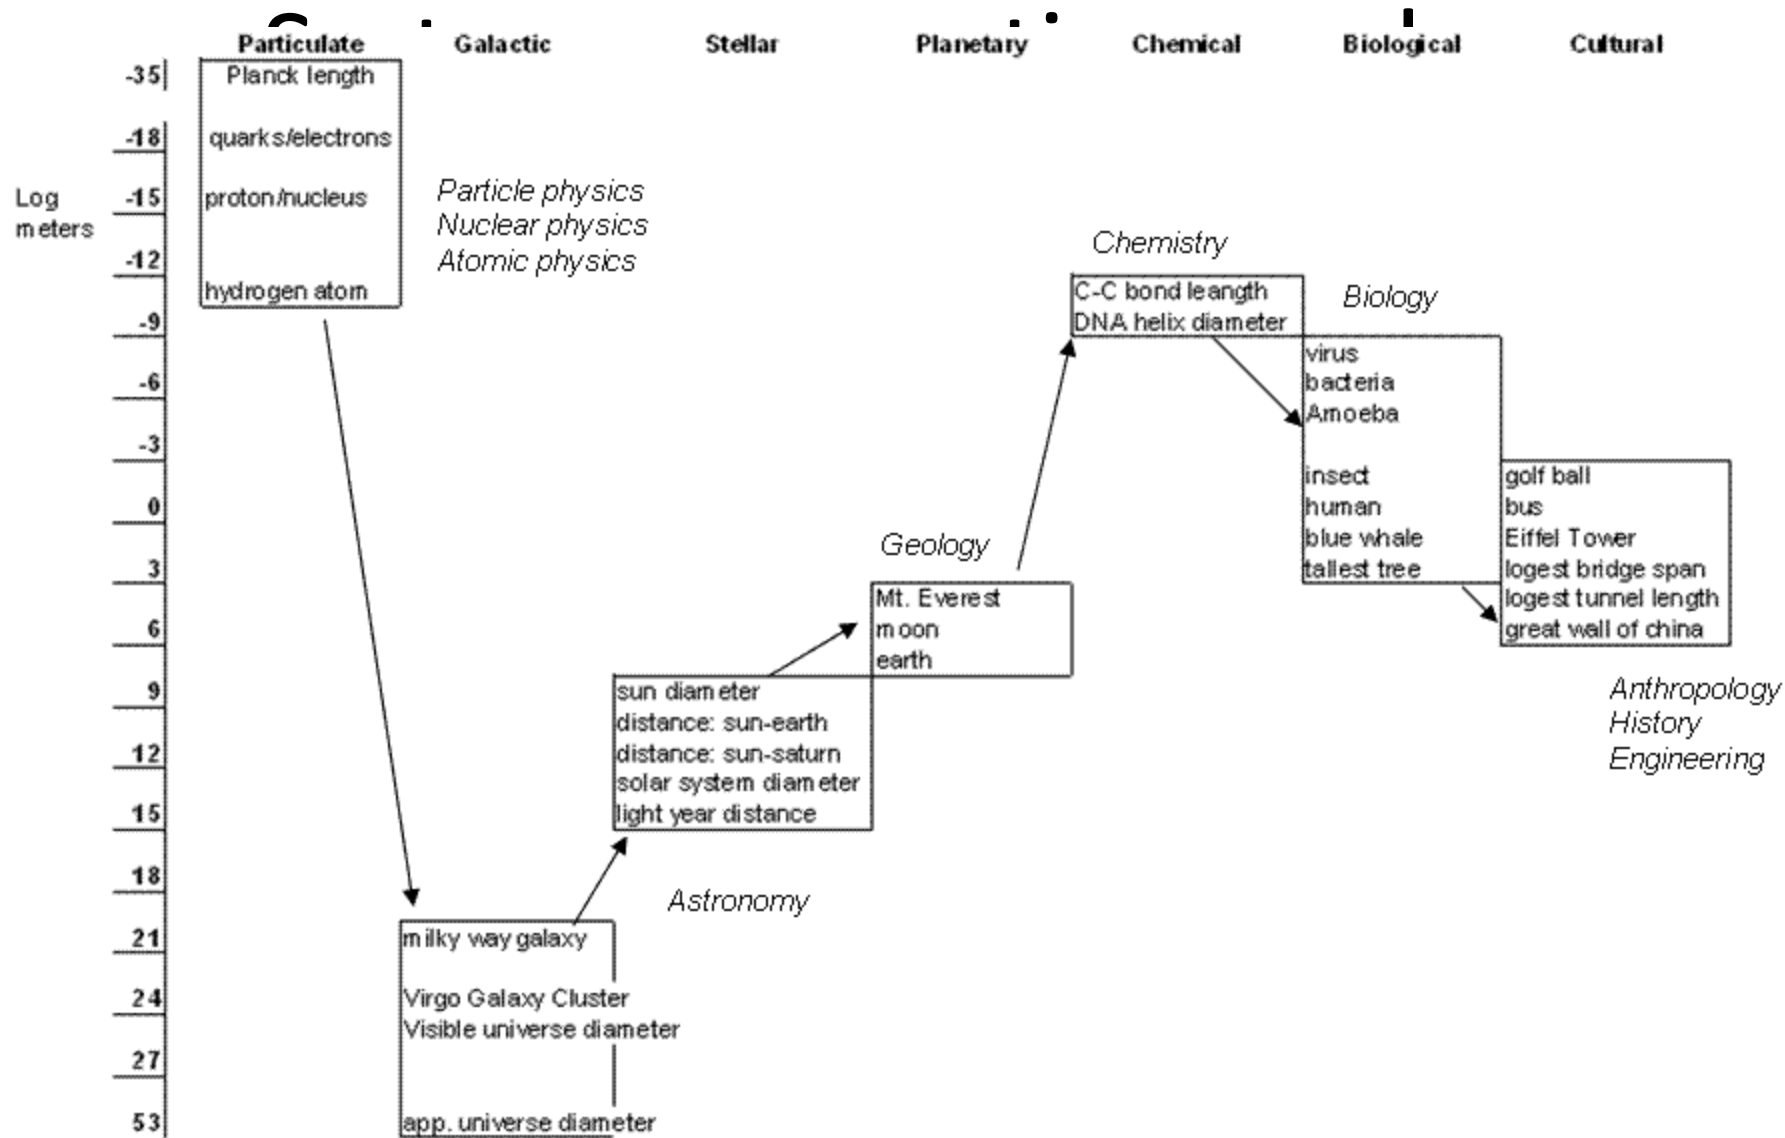 Particulate Galactic Stellar Planetary Chemical Biological Cultural
-35
-18
-15
-12
-9
-6
-3
0
3
6
9
12
15
18
21
24
27
53
Log
meters
Planck length
quarks/electrons
proton/nucleus
hydrogen atom
Particle physics
Nuclear physics
Atomic physics
milky way galaxy
Virgo Galaxy Cluster
Visible universe diameter
app. universe diameter
Astronomy
sun diameter
distance: sun-earth
distance: sun-saturn
solar system diameter
light year distance
Geology
Mt. Everest
moon
earth
Chemistry
C-C bond leangth
DNA helix diameter
Biology
virus
bacteria
Amoeba
insect
human
blue whale
tallest tree
golf ball
bus
Eiffel Tower
logest bridge span
logest tunnel length
great wall of china
Anthropology
History
Engineering